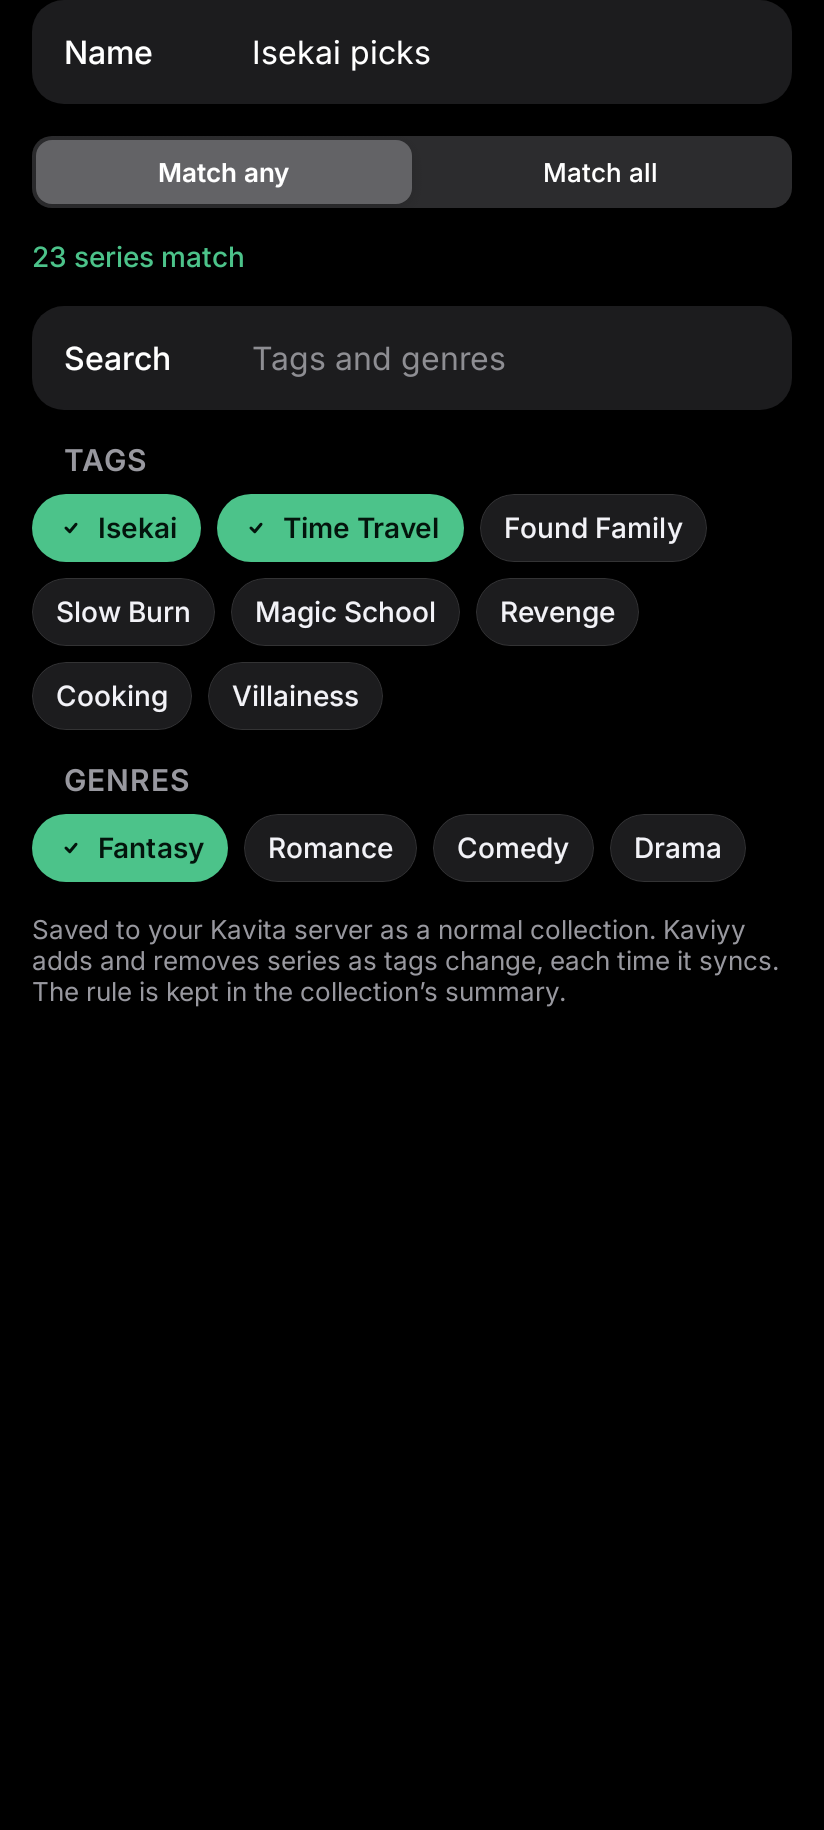 Name Isekai picks
Match any Match all
23 series match
Search Tags and genres
TAGS
Isekai Time Travel Found Family
Slow Burn Magic School Revenge
Cooking Villainess
GENRES
Fantasy Romance Comedy Drama
Saved to your Kavita server as a normal collection. Kaviyy
adds and removes series as tags change, each time it syncs.
The rule is kept in the collection’s summary.